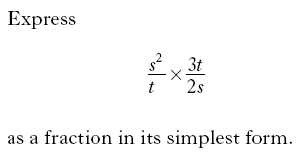 Express
s²/t × 3t/2s
as a fraction in its simplest form.